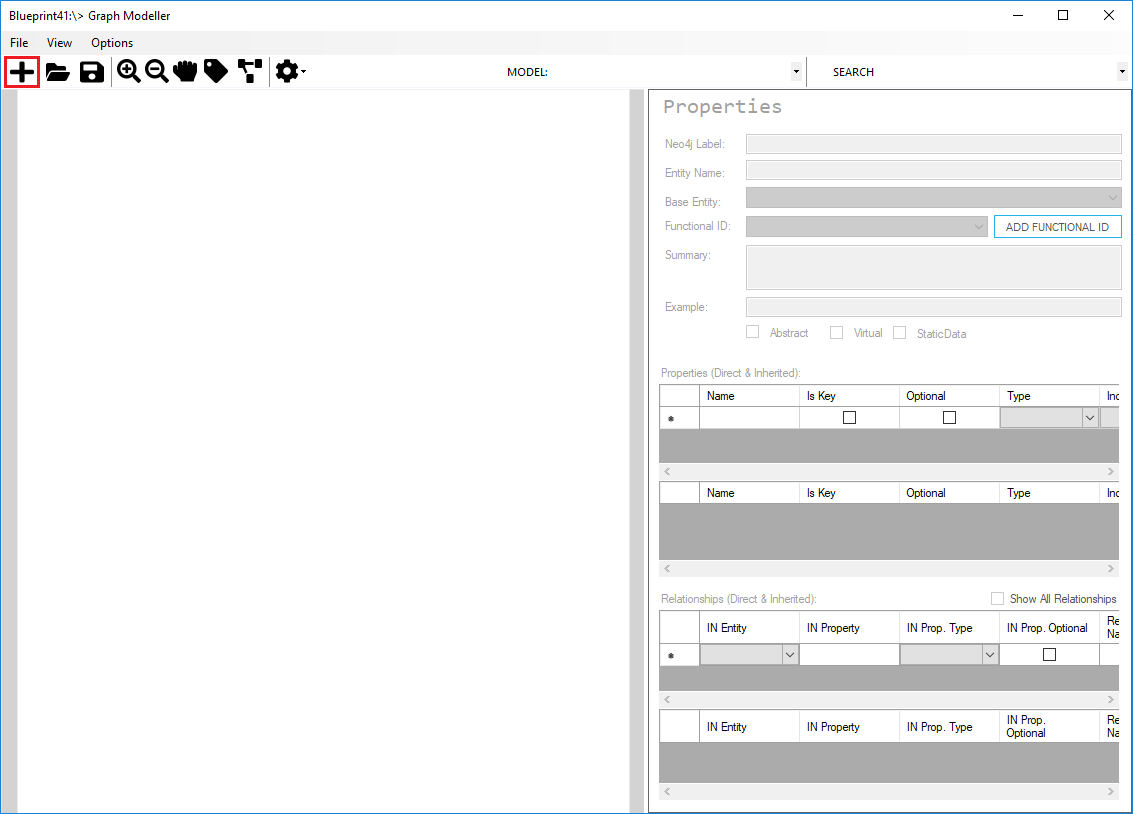 Blueprint41:\> Graph Modeller
File View Options
MODEL: SEARCH
Properties
Neo4j Label:
Entity Name:
Base Entity:
Functional ID: ADD FUNCTIONAL ID
Summary:
Example:
Abstract Virtual StaticData
Properties (Direct & Inherited):
Name Is Key Optional Type Inc
Name Is Key Optional Type Inc
Relationships (Direct & Inherited): Show All Relationships
IN Entity IN Property IN Prop. Type IN Prop. Optional Re
Na
IN Entity IN Property IN Prop. Type IN Prop. Re
Optional Na